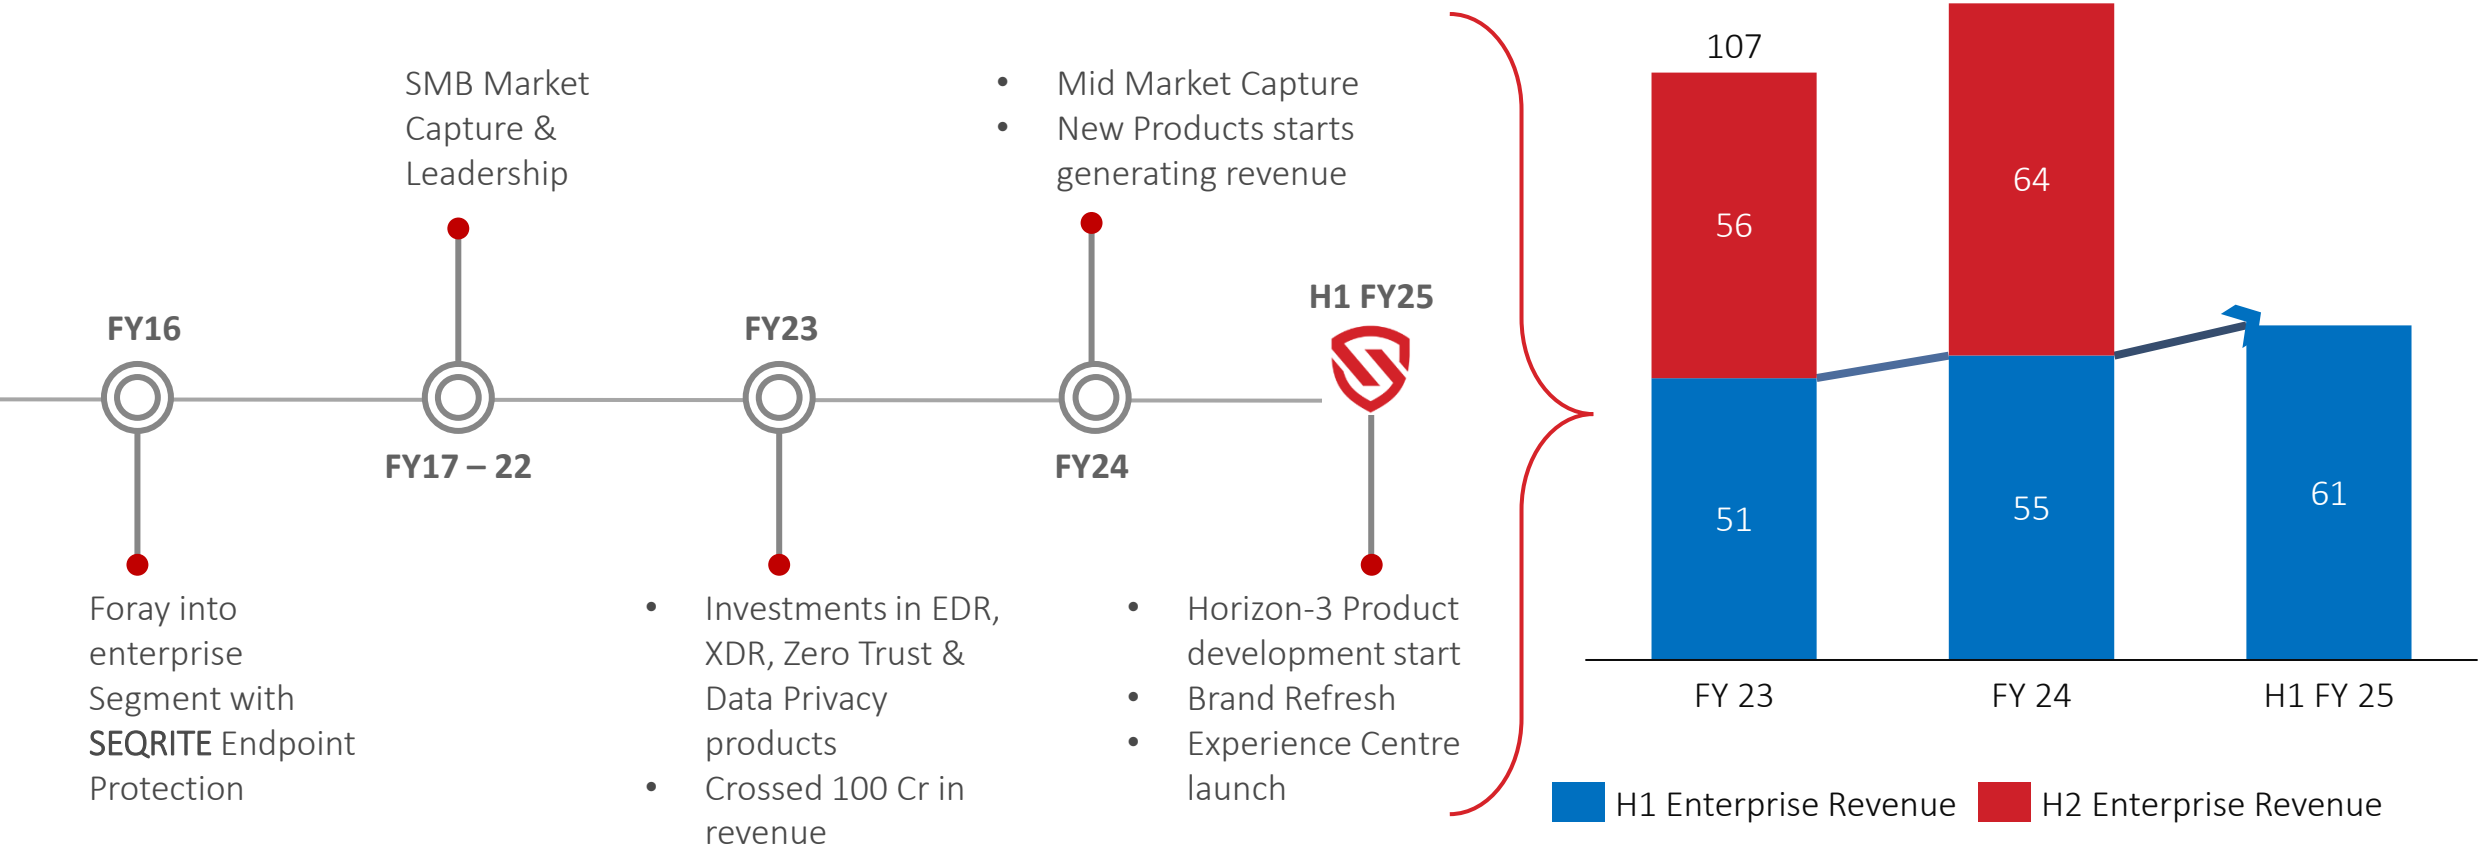 SMB Market
Capture &
Leadership
• Mid Market Capture
• New Products starts
generating revenue
FY16
FY23
H1 FY25
FY17 – 22
FY24
Foray into
enterprise
Segment with
SEQRITE Endpoint
Protection
• Investments in EDR,
XDR, Zero Trust &
Data Privacy
products
• Crossed 100 Cr in
revenue
• Horizon-3 Product
development start
• Brand Refresh
• Experience Centre
launch
107
56
51
64
55
61
FY 23
FY 24
H1 FY 25
H1 Enterprise Revenue
H2 Enterprise Revenue